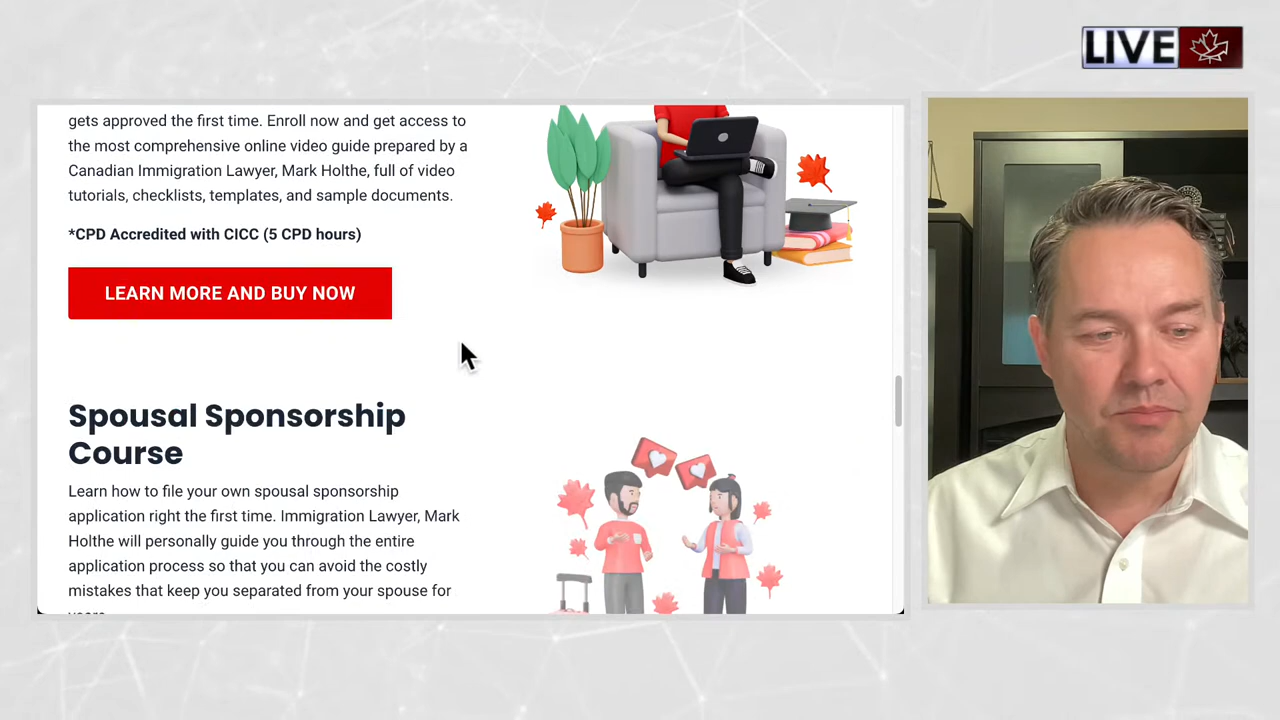 LIVE
gets approved the first time. Enroll now and get access to
the most comprehensive online video guide prepared by a
Canadian Immigration Lawyer, Mark Holthe, full of video
tutorials, checklists, templates, and sample documents.
*CPD Accredited with CICC (5 CPD hours)
LEARN MORE AND BUY NOW
Spousal Sponsorship
Course
Learn how to file your own spousal sponsorship
application right the first time. Immigration Lawyer, Mark
Holthe will personally guide you through the entire
application process so that you can avoid the costly
mistakes that keep you separated from your spouse for